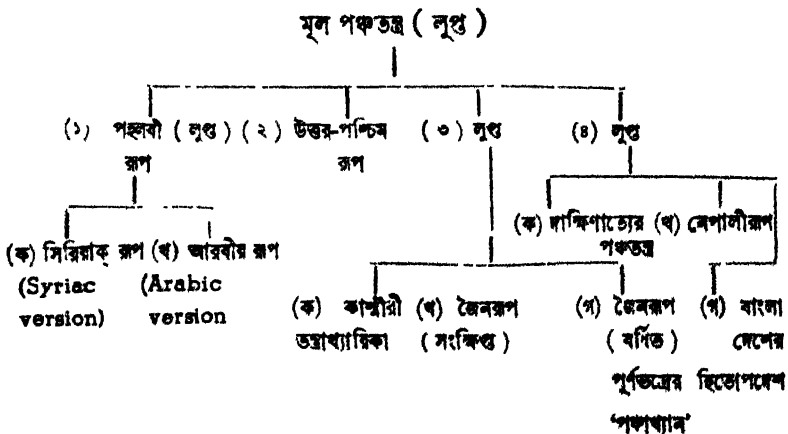 মূল পঞ্চতন্ত্র ( লুপ্ত )
(১) পহ্লবী ( লুপ্ত ) ( ২ ) উত্তর-পশ্চিম ( ৩ ) লুপ্ত (৪) লুপ্ত
রূপ রূপ
(ক) দাক্ষিণাত্যের (খ) নেপালীরূপ
পঞ্চতন্ত্র
(ক) সিরিয়াক্ রূপ (খ) আরবীয় রূপ
(Syriac (Arabic
version) version
(ক) কাশ্মীরী (খ) জৈনরূপ (গ) জৈনরূপ (গ) বাংলা
তন্ত্রাখ্যায়িকা ( সংক্ষিপ্ত ) ( বর্ণিত ) দেশের
পূর্ণভদ্রের হিতোপদেশ
‘পঞ্চাখ্যান’